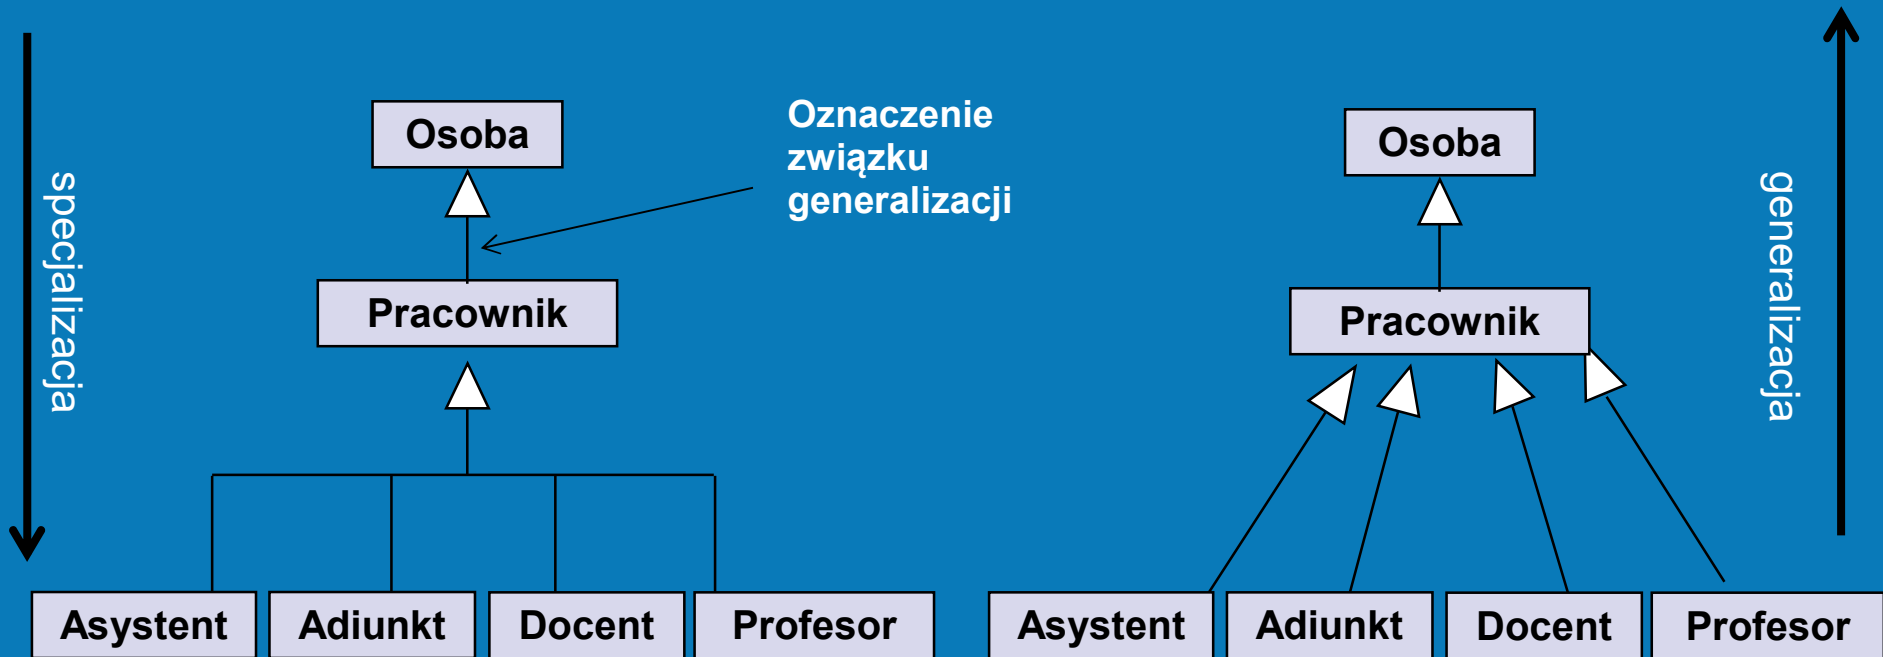 specjalizacja
Osoba
Oznaczenie
związku
generalizacji
Pracownik
Asystent
Adiunkt
Docent
Profesor
Osoba
Pracownik
Asystent
Adiunkt
Docent
Profesor
generalizacja